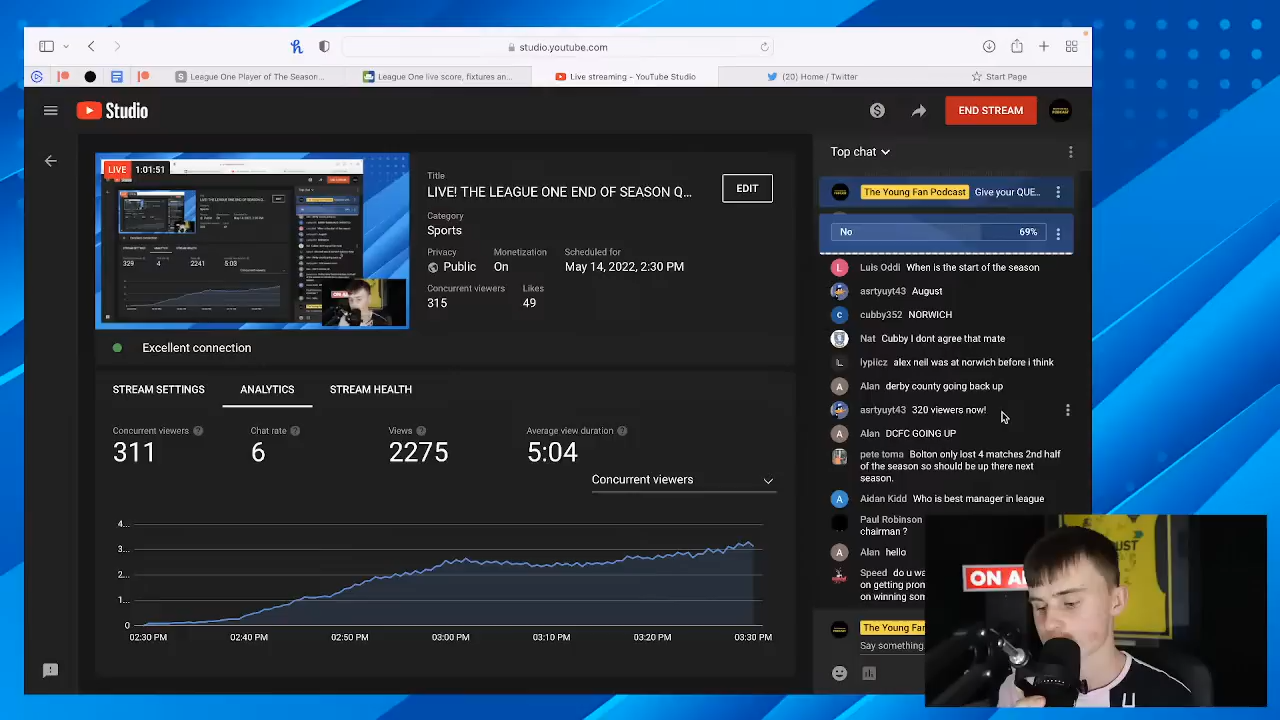 studio.youtube.com
League One Player of The Season...
League One live score, fixtures an...
Live streaming - YouTube Studio
(20) Home / Twitter
Start Page
Studio
END STREAM
LIVE 1:01:51
Title
LIVE! THE LEAGUE ONE END OF SEASON Q...
EDIT
Category
Sports
Privacy
Public
Monetization
On
Scheduled for
May 14, 2022, 2:30 PM
Concurrent viewers
315
Likes
49
Excellent connection
STREAM SETTINGS
ANALYTICS
STREAM HEALTH
Concurrent viewers
311
Chat rate
6
Views
2275
Average view duration
5:04
Concurrent viewers
4...
3...
2...
1...
0
02:30 PM
02:40 PM
02:50 PM
03:00 PM
03:10 PM
03:20 PM
03:30 PM
Top chat
The Young Fan Podcast Give your QUE...
No 69%
Luis Oddi When is the start of the season
asrtyuyt43 August
cubby352 NORWICH
Nat Cubby I dont agree that mate
lypiicz alex neil was at norwich before i think
Alan derby county going back up
asrtyuyt43 320 viewers now!
Alan DCFC GOING UP
pete toma Bolton only lost 4 matches 2nd half
of the season so should be up there next
season.
Aidan Kidd Who is best manager in league
Paul Robinson
chairman ?
Alan hello
Speed do u wa
on getting pro
on winning som
The Young Fan
Say something
ON